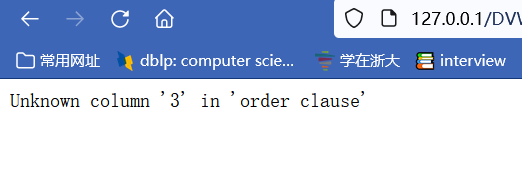 127.0.0.1/DVW
常用网址 dblp: computer scie... 学在浙大 interview
Unknown column '3' in 'order clause'